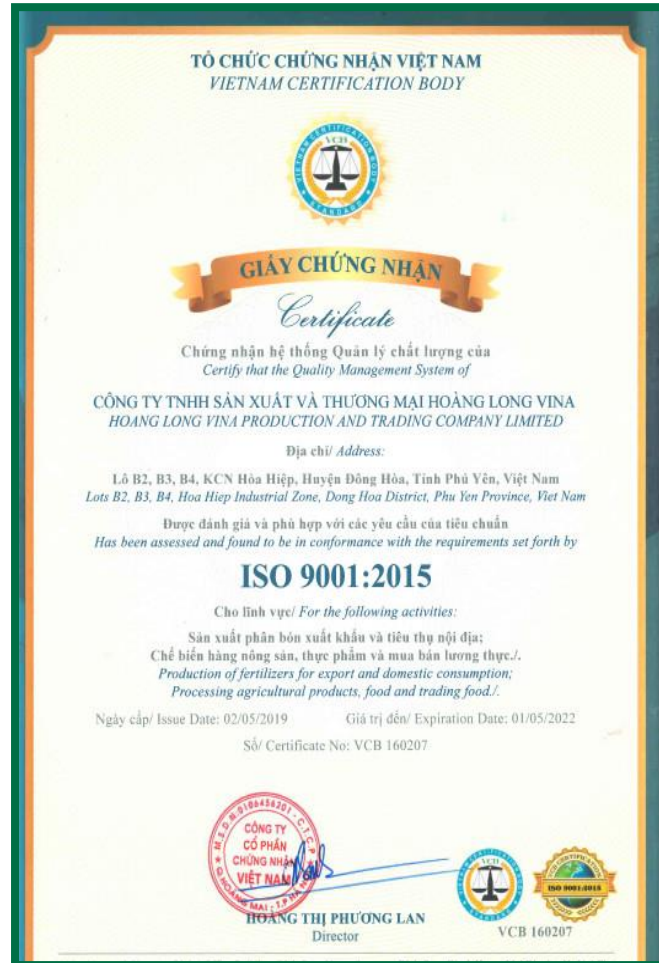 TỔ CHỨC CHỨNG NHẬN VIỆT NAM
VIETNAM CERTIFICATION BODY
VIETNAM CERTIFICATION BODY
VCB
STANDARD
GIẤY CHỨNG NHẬN
Certificate
Chứng nhận hệ thống Quản lý chất lượng của
Certify that the Quality Management System of
CÔNG TY TNHH SẢN XUẤT VÀ THƯƠNG MẠI HOÀNG LONG VINA
HOANG LONG VINA PRODUCTION AND TRADING COMPANY LIMITED
Địa chỉ/ Address:
Lô B2, B3, B4, KCN Hòa Hiệp, Huyện Đông Hòa, Tỉnh Phú Yên, Việt Nam
Lots B2, B3, B4, Hoa Hiep Industrial Zone, Dong Hoa District, Phu Yen Province, Viet Nam
Được đánh giá và phù hợp với các yêu cầu của tiêu chuẩn
Has been assessed and found to be in conformance with the requirements set forth by
ISO 9001:2015
Cho lĩnh vực/ For the following activities:
Sản xuất phân bón xuất khẩu và tiêu thụ nội địa;
Chế biến hàng nông sản, thực phẩm và mua bán lương thực./.
Production of fertilizers for export and domestic consumption;
Processing agricultural products, food and trading food./.
Ngày cấp/ Issue Date: 02/05/2019 Giá trị đến/ Expiration Date: 01/05/2022
Số/ Certificate No: VCB 160207
M.S.D.N:0106456201 - C.T.C.P
CÔNG TY
CỔ PHẦN
CHỨNG NHẬN
VIỆT NAM
HOÀNG THỊ PHƯƠNG LAN
Director
VCB
STANDARD
ISO 9001:2015
VCB 160207